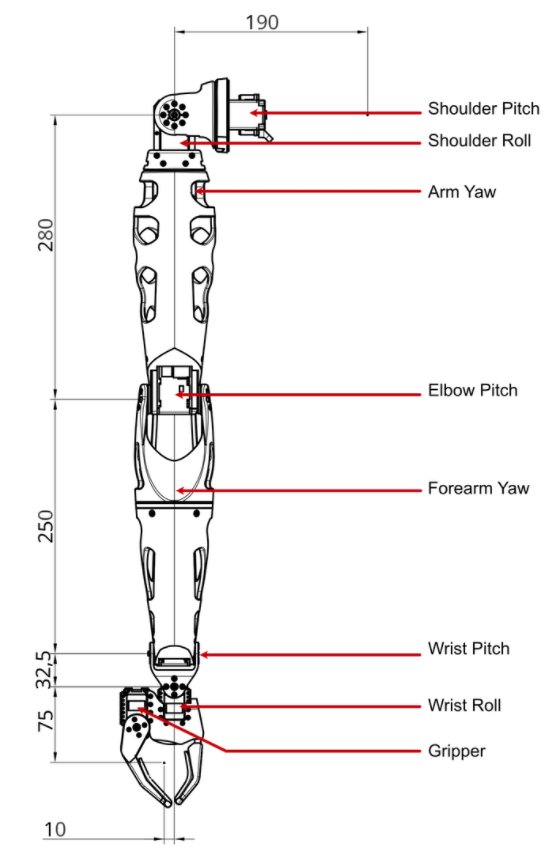 190
Shoulder Pitch
Shoulder Roll
Arm Yaw
280
Elbow Pitch
Forearm Yaw
250
Wrist Pitch
32,5
Wrist Roll
75
Gripper
10